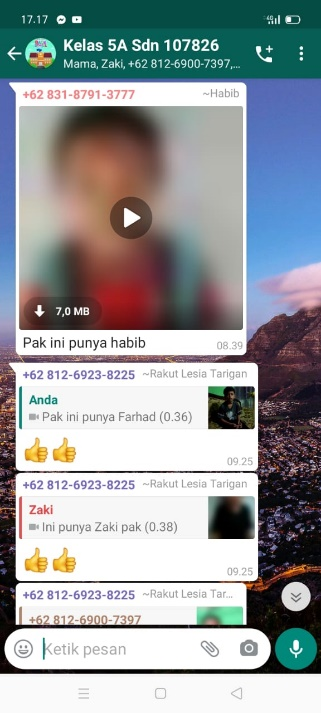 17.17
Kelas 5A Sdn 107826
Mama, Zaki, +62 812-6900-7397,...
+62 831-8791-3777 ~Habib
7,0 MB
Pak ini punya habib 08.39
+62 812-6923-8225 ~Rakut Lesia Tarigan
Anda
Pak ini punya Farhad (0.36)
09.25
+62 812-6923-8225 ~Rakut Lesia Tarigan
Zaki
Ini punya Zaki pak (0.38)
09.25
+62 812-6923-8225 ~Rakut Lesia Tar...
+62 812-6900-7397
Ketik pesan